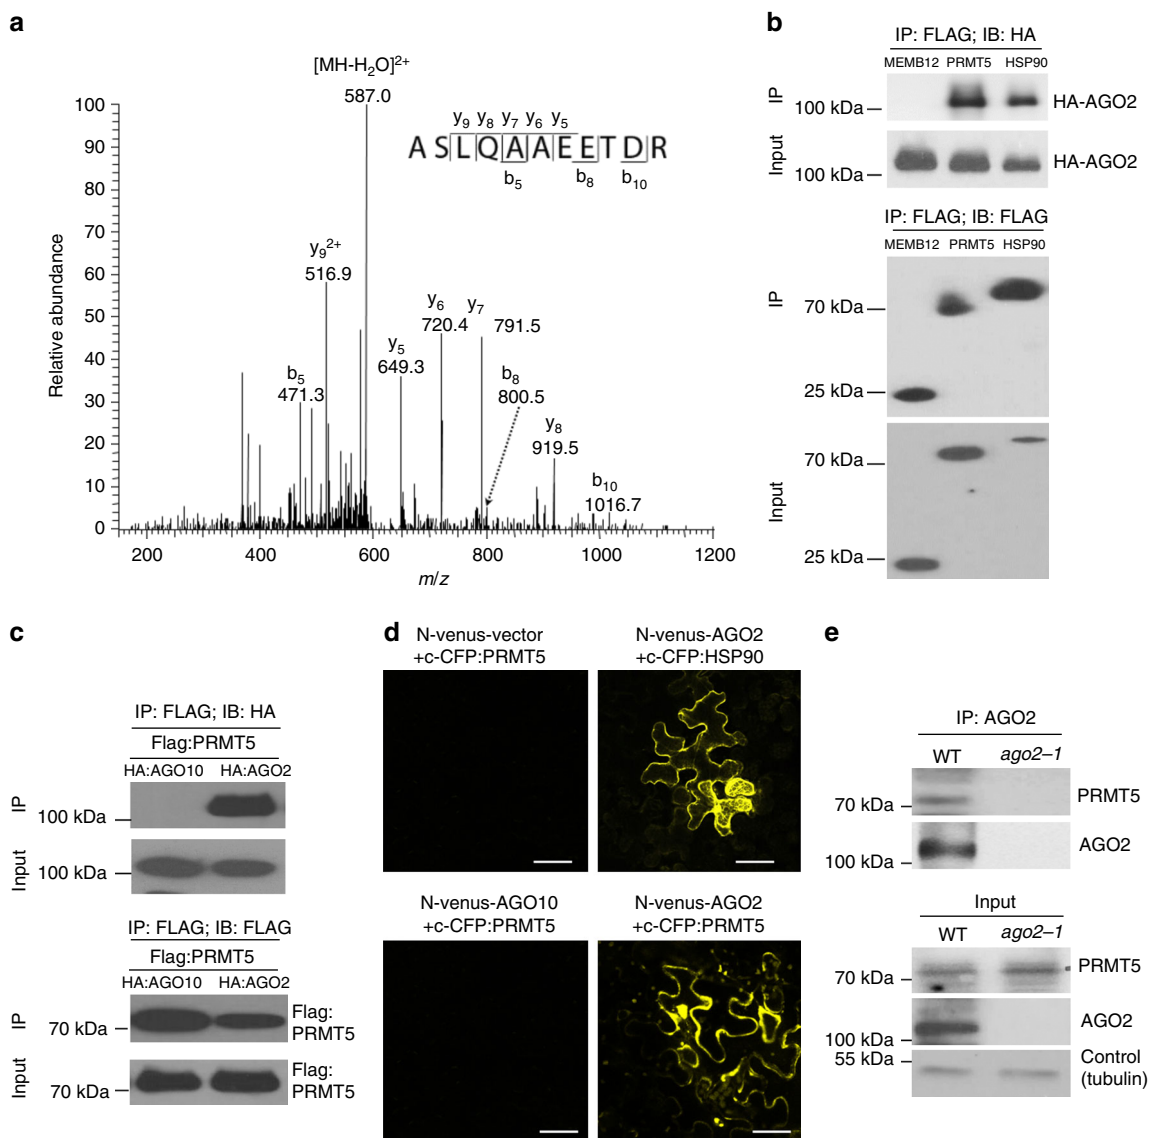 a
[MH-H₂O]²⁺
587.0
Relative abundance
100
90
80
70
60
50
40
30
20
10
0
200 400 600 800 1000 1200
m/z
y₉ y₈ y₇ y₆ y₅
ASLQAAEETDR
b₅ b₈ b₁₀
y₉²⁺
516.9
b₅
471.3
y₅
649.3
y₆
720.4
y₇
791.5
b₈
800.5
y₈
919.5
b₁₀
1016.7
b
IP: FLAG; IB: HA
MEMB12 PRMT5 HSP90
IP
100 kDa
HA-AGO2
Input
100 kDa
HA-AGO2
IP: FLAG; IB: FLAG
MEMB12 PRMT5 HSP90
IP
70 kDa
25 kDa
Input
70 kDa
25 kDa
c
IP: FLAG; IB: HA
Flag:PRMT5
HA:AGO10 HA:AGO2
IP
100 kDa
Input
100 kDa
IP: FLAG; IB: FLAG
Flag:PRMT5
HA:AGO10 HA:AGO2
IP
70 kDa
Flag:
PRMT5
Input
70 kDa
Flag:
PRMT5
d
N-venus-vector
+c-CFP:PRMT5
N-venus-AGO2
+c-CFP:HSP90
N-venus-AGO10
+c-CFP:PRMT5
N-venus-AGO2
+c-CFP:PRMT5
e
IP: AGO2
WT ago2–1
70 kDa
PRMT5
100 kDa
AGO2
Input
WT ago2–1
70 kDa
PRMT5
100 kDa
AGO2
55 kDa
Control
(tubulin)